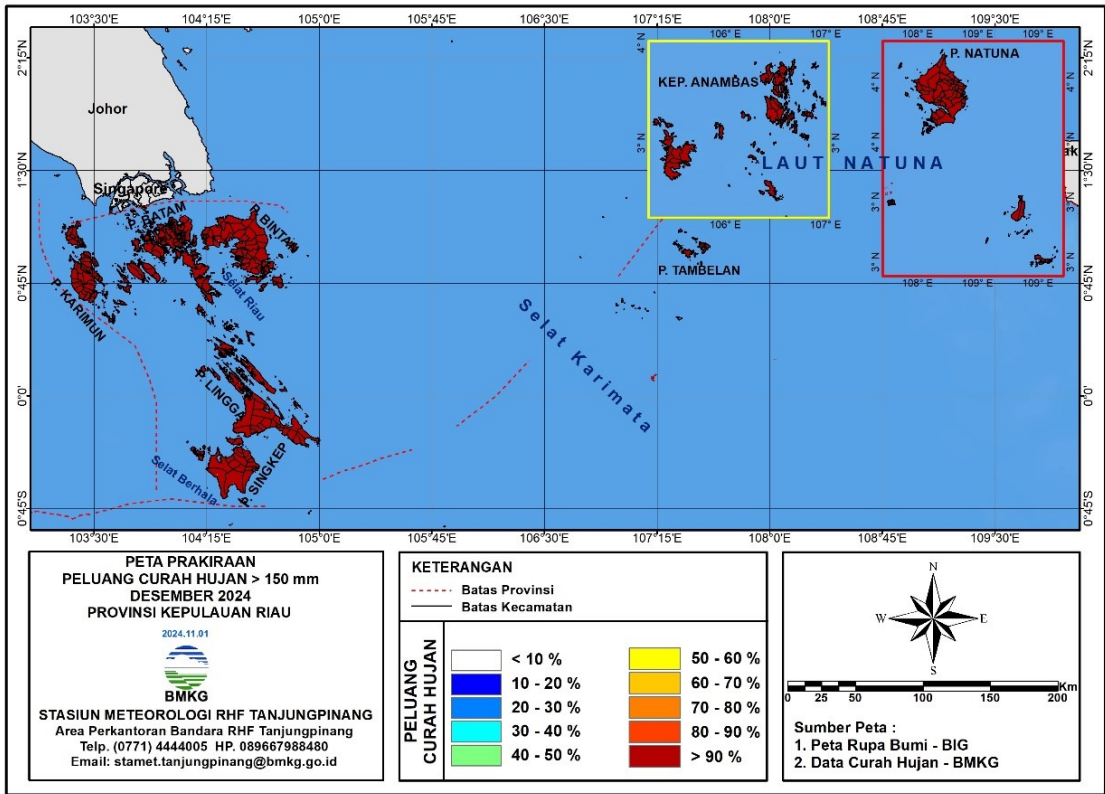 103°30'E 104°15'E 105°0'E 105°45'E 106°30'E 107°15'E 108°0'E 108°45'E 109°30'E
2°15'N
1°30'N
0°45'N
0°0'
0°45'S
2°15'N
1°30'N
0°45'N
0°0'
0°45'S
Johor
Singapore
P. BATAM
P. BINTAN
P. KARIMUN
Selat Riau
P. LINGGA
P. SINGKEP
Selat Berhala
Selat Karimata
P. TAMBELAN
LAUT NATUNA
106° E 107° E
4° N
KEP. ANAMBAS
3° N
3° N
106° E 107° E
108° E 109° E 109° E
P. NATUNA
4° N
4° N
3° N
3° N
4° N
4° N
3° N
3° N
108° E 109° E 109° E
ak
103°30'E 104°15'E 105°0'E 105°45'E 106°30'E 107°15'E 108°0'E 108°45'E 109°30'E
PETA PRAKIRAAN
PELUANG CURAH HUJAN > 150 mm
DESEMBER 2024
PROVINSI KEPULAUAN RIAU
2024.11.01
BMKG
STASIUN METEOROLOGI RHF TANJUNGPINANG
Area Perkantoran Bandara RHF Tanjungpinang
Telp. (0771) 4444005 HP. 089667988480
Email: stamet.tanjungpinang@bmkg.go.id
KETERANGAN
Batas Provinsi
Batas Kecamatan
PELUANG
CURAH HUJAN
< 10 %
10 - 20 %
20 - 30 %
30 - 40 %
40 - 50 %
50 - 60 %
60 - 70 %
70 - 80 %
80 - 90 %
> 90 %
N
W E
S
Km
0 25 50 100 150 200
Sumber Peta :
1. Peta Rupa Bumi - BIG
2. Data Curah Hujan - BMKG